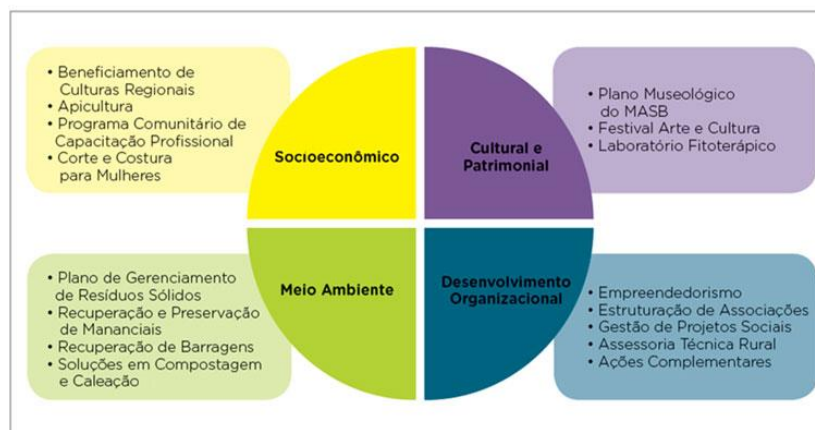 • Beneficiamento de
Culturas Regionais
• Apicultura
• Programa Comunitário de
Capacitação Profissional
• Corte e Costura
para Mulheres
Socioeconômico
Cultural e
Patrimonial
• Plano Museológico
do MASB
• Festival Arte e Cultura
• Laboratório Fitoterápico
• Plano de Gerenciamento
de Resíduos Sólidos
• Recuperação e Preservação
de Mananciais
• Recuperação de Barragens
• Soluções em Compostagem
e Caleação
Meio Ambiente
Desenvolvimento
Organizacional
• Empreendedorismo
• Estruturação de Associações
• Gestão de Projetos Sociais
• Assessoria Técnica Rural
• Ações Complementares